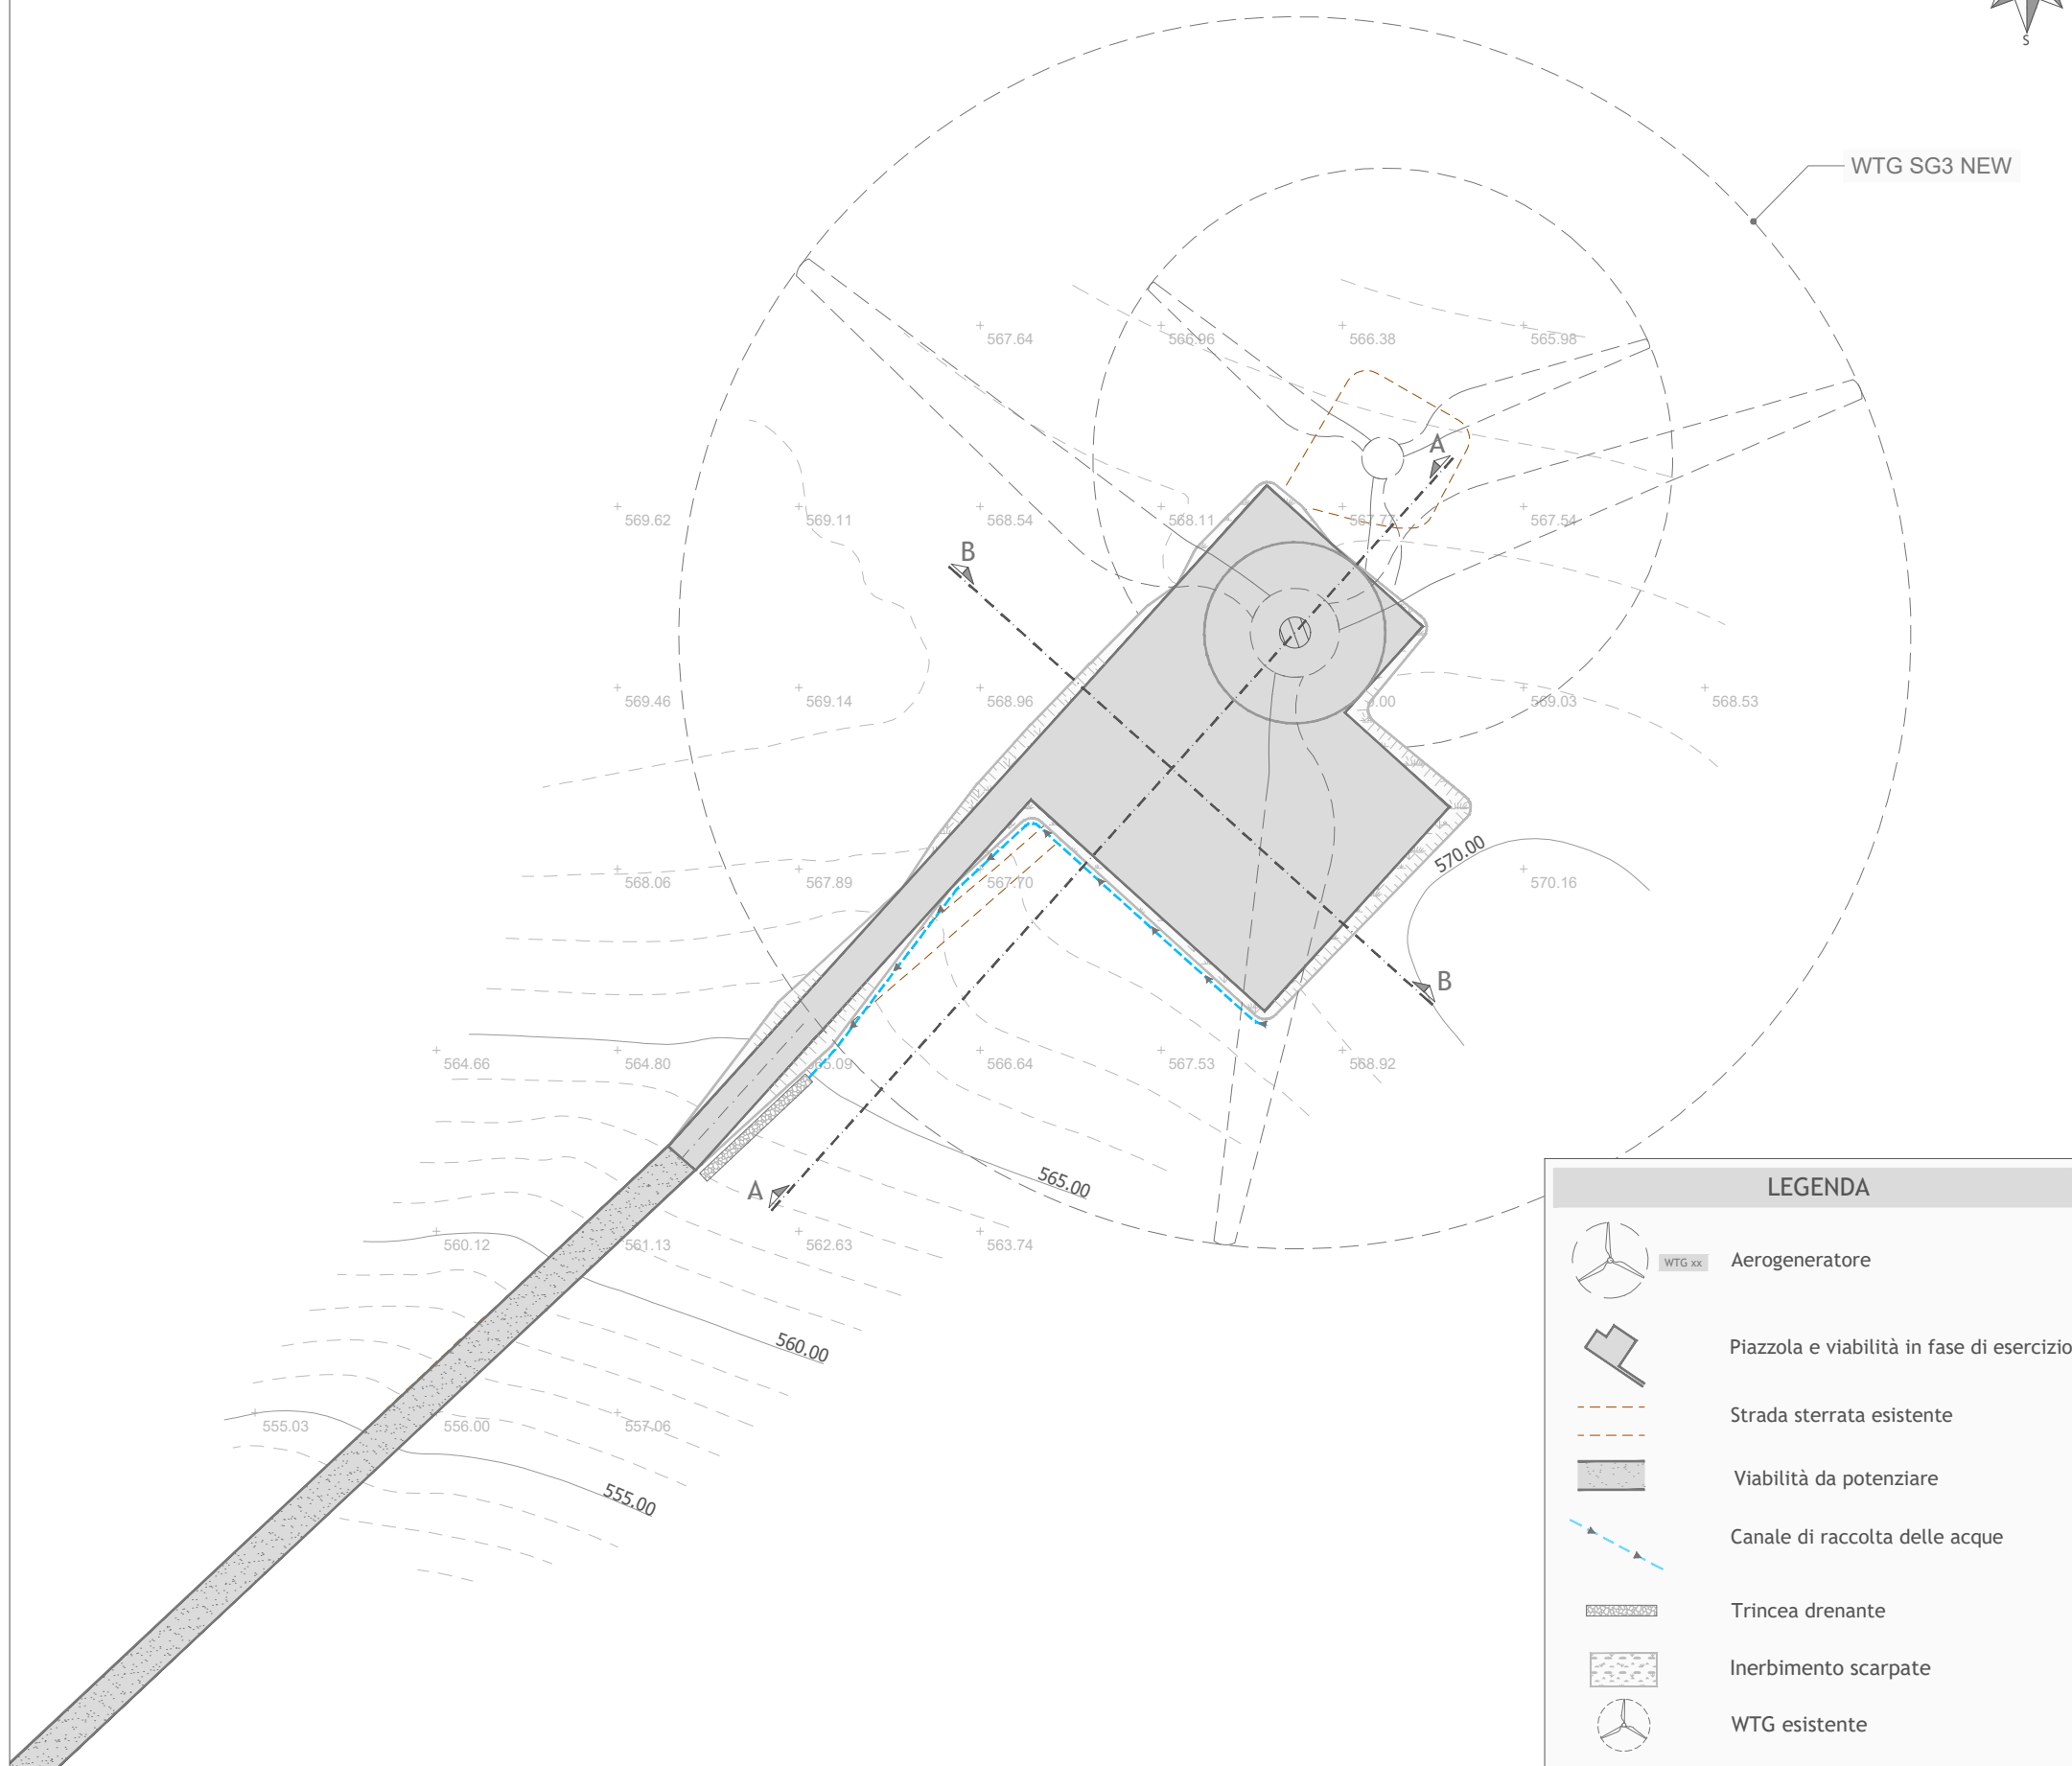 S
WTG SG3 NEW
567.64
566.96
566.38
565.98
A
569.62
569.11
568.54
568.11
567.77
567.54
B
569.46
569.14
568.96
569.03
568.53
570.00
568.06
567.89
567.70
570.16
B
564.66
564.80
566.64
567.53
568.92
A
565.00
560.12
561.13
562.63
563.74
560.00
555.03
556.00
557.06
555.00
LEGENDA
WTG xx
Aerogeneratore
Piazzola e viabilità in fase di esercizio
Strada sterrata esistente
Viabilità da potenziare
Canale di raccolta delle acque
Trincea drenante
Inerbimento scarpate
WTG esistente